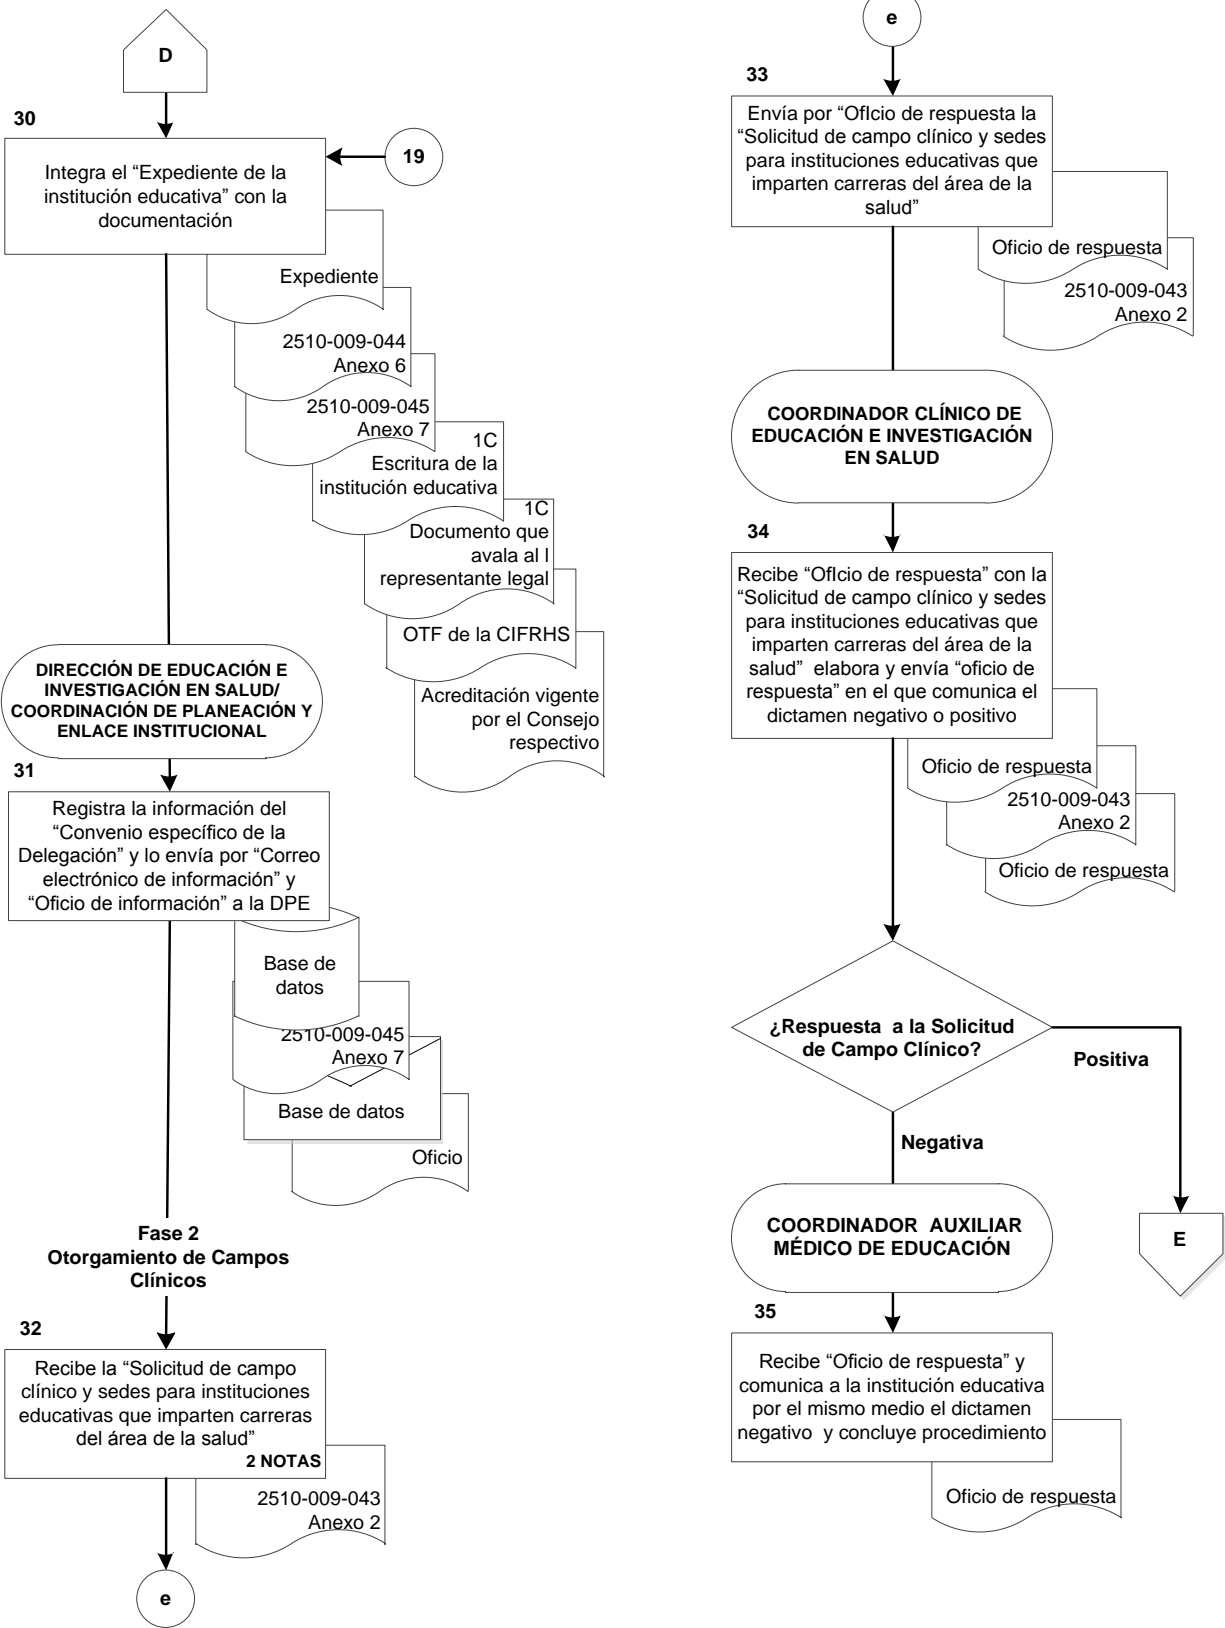 D
30
19
Integra el “Expediente de la
institución educativa” con la
documentación
Expediente
2510-009-044
Anexo 6
2510-009-045
Anexo 7
1C
Escritura de la
institución educativa
1C
Documento que
avala al l
representante legal
OTF de la CIFRHS
Acreditación vigente
por el Consejo
respectivo
DIRECCIÓN DE EDUCACIÓN E
INVESTIGACIÓN EN SALUD/
COORDINACIÓN DE PLANEACIÓN Y
ENLACE INSTITUCIONAL
31
Registra la información del
“Convenio específico de la
Delegación” y lo envía por “Correo
electrónico de información” y
“Oficio de información” a la DPE
Base de
datos
2510-009-045
Anexo 7
Base de datos
Oficio
Fase 2
Otorgamiento de Campos
Clínicos
32
Recibe la “Solicitud de campo
clínico y sedes para instituciones
educativas que imparten carreras
del área de la salud”
2 NOTAS
2510-009-043
Anexo 2
e
e
33
Envía por “OfIcio de respuesta la
“Solicitud de campo clínico y sedes
para instituciones educativas que
imparten carreras del área de la
salud”
Oficio de respuesta
2510-009-043
Anexo 2
COORDINADOR CLÍNICO DE
EDUCACIÓN E INVESTIGACIÓN
EN SALUD
34
Recibe “OfIcio de respuesta” con la
“Solicitud de campo clínico y sedes
para instituciones educativas que
imparten carreras del área de la
salud” elabora y envía “oficio de
respuesta” en el que comunica el
dictamen negativo o positivo
Oficio de respuesta
2510-009-043
Anexo 2
Oficio de respuesta
¿Respuesta a la Solicitud
de Campo Clínico?
Positiva
Negativa
E
COORDINADOR AUXILIAR
MÉDICO DE EDUCACIÓN
35
Recibe “Oficio de respuesta” y
comunica a la institución educativa
por el mismo medio el dictamen
negativo y concluye procedimiento
Oficio de respuesta